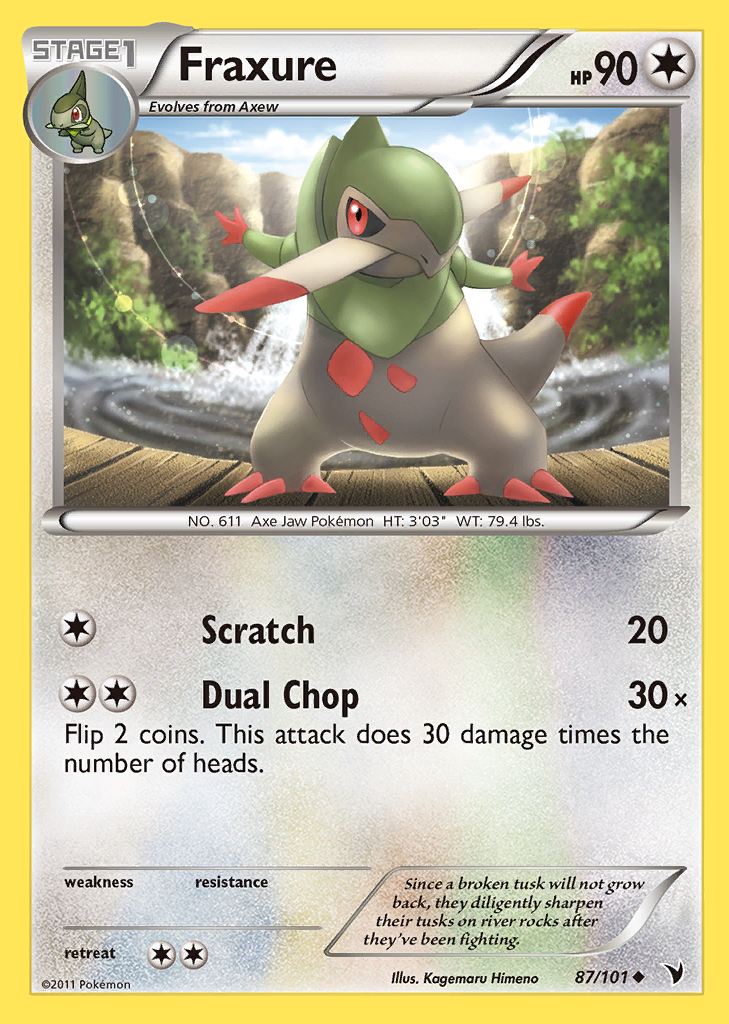 STAGE1
Fraxure
HP 90
Evolves from Axew
NO. 611 Axe Jaw Pokémon HT: 3'03" WT: 79.4 lbs.
Scratch 20
Dual Chop 30×
Flip 2 coins. This attack does 30 damage times the
number of heads.
weakness resistance
retreat
Since a broken tusk will not grow
back, they diligently sharpen
their tusks on river rocks after
they've been fighting.
©2011 Pokémon
Illus. Kagemaru Himeno
87/101